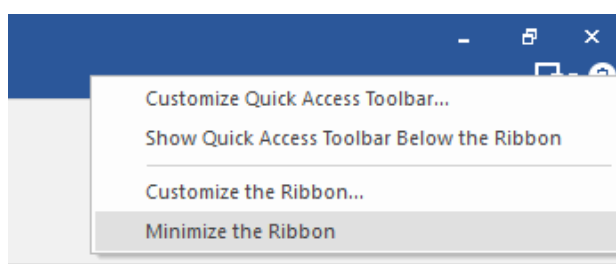 Customize Quick Access Toolbar...
Show Quick Access Toolbar Below the Ribbon
Customize the Ribbon...
Minimize the Ribbon